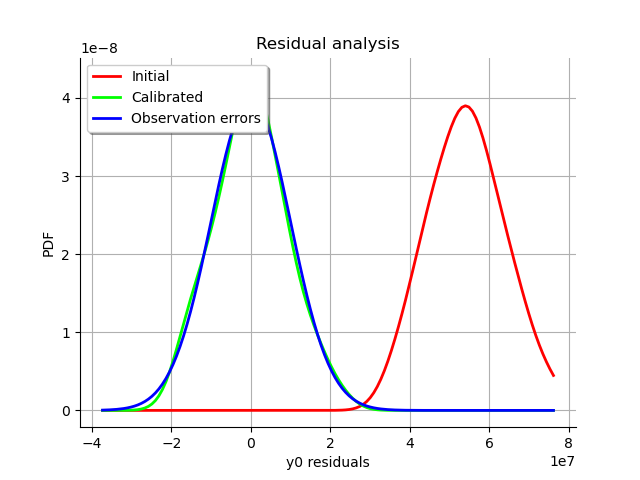 Residual analysis
1e−8
Initial
Calibrated
Observation errors
4
3
2
1
0
PDF
−4 −2 0 2 4 6 8
1e7
y0 residuals